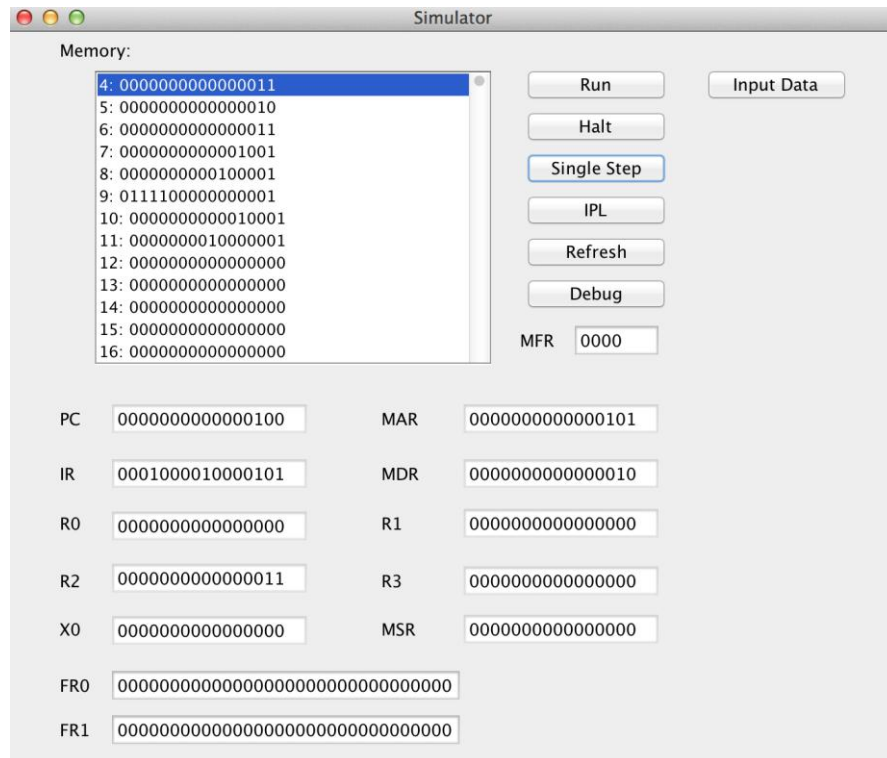 Simulator
Memory:
4: 0000000000000011
5: 0000000000000010
6: 0000000000000011
7: 0000000000001001
8: 0000000000100001
9: 0111100000000001
10: 0000000000010001
11: 0000000010000001
12: 0000000000000000
13: 0000000000000000
14: 0000000000000000
15: 0000000000000000
16: 0000000000000000
Run
Input Data
Halt
Single Step
IPL
Refresh
Debug
MFR 0000
PC 0000000000000100 MAR 0000000000000101
IR 0001000010000101 MDR 0000000000000010
R0 0000000000000000 R1 0000000000000000
R2 0000000000000011 R3 0000000000000000
X0 0000000000000000 MSR 0000000000000000
FR0 00000000000000000000000000000000
FR1 00000000000000000000000000000000